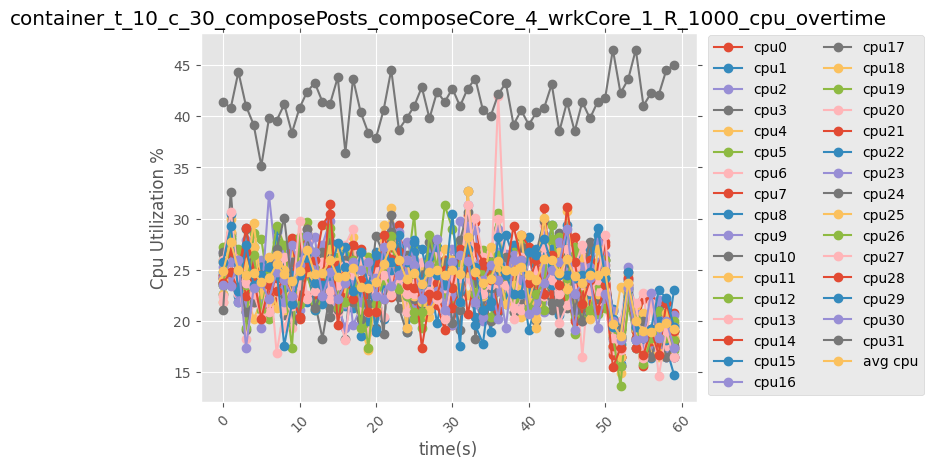 container_t_10_c_30_composePosts_composeCore_4_wrkCore_1_R_1000_cpu_overtime
Cpu Utilization %
45
40
35
30
25
20
15
0
10
20
30
40
50
60
time(s)
cpu0
cpu1
cpu2
cpu3
cpu4
cpu5
cpu6
cpu7
cpu8
cpu9
cpu10
cpu11
cpu12
cpu13
cpu14
cpu15
cpu16
cpu17
cpu18
cpu19
cpu20
cpu21
cpu22
cpu23
cpu24
cpu25
cpu26
cpu27
cpu28
cpu29
cpu30
cpu31
avg cpu